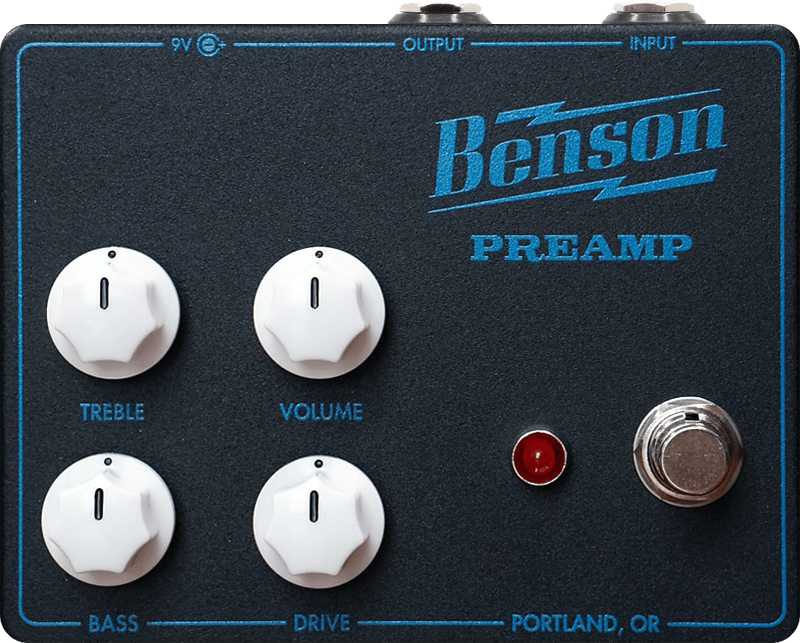 9V - + OUTPUT INPUT
Benson
PREAMP
TREBLE VOLUME
BASS DRIVE PORTLAND, OR